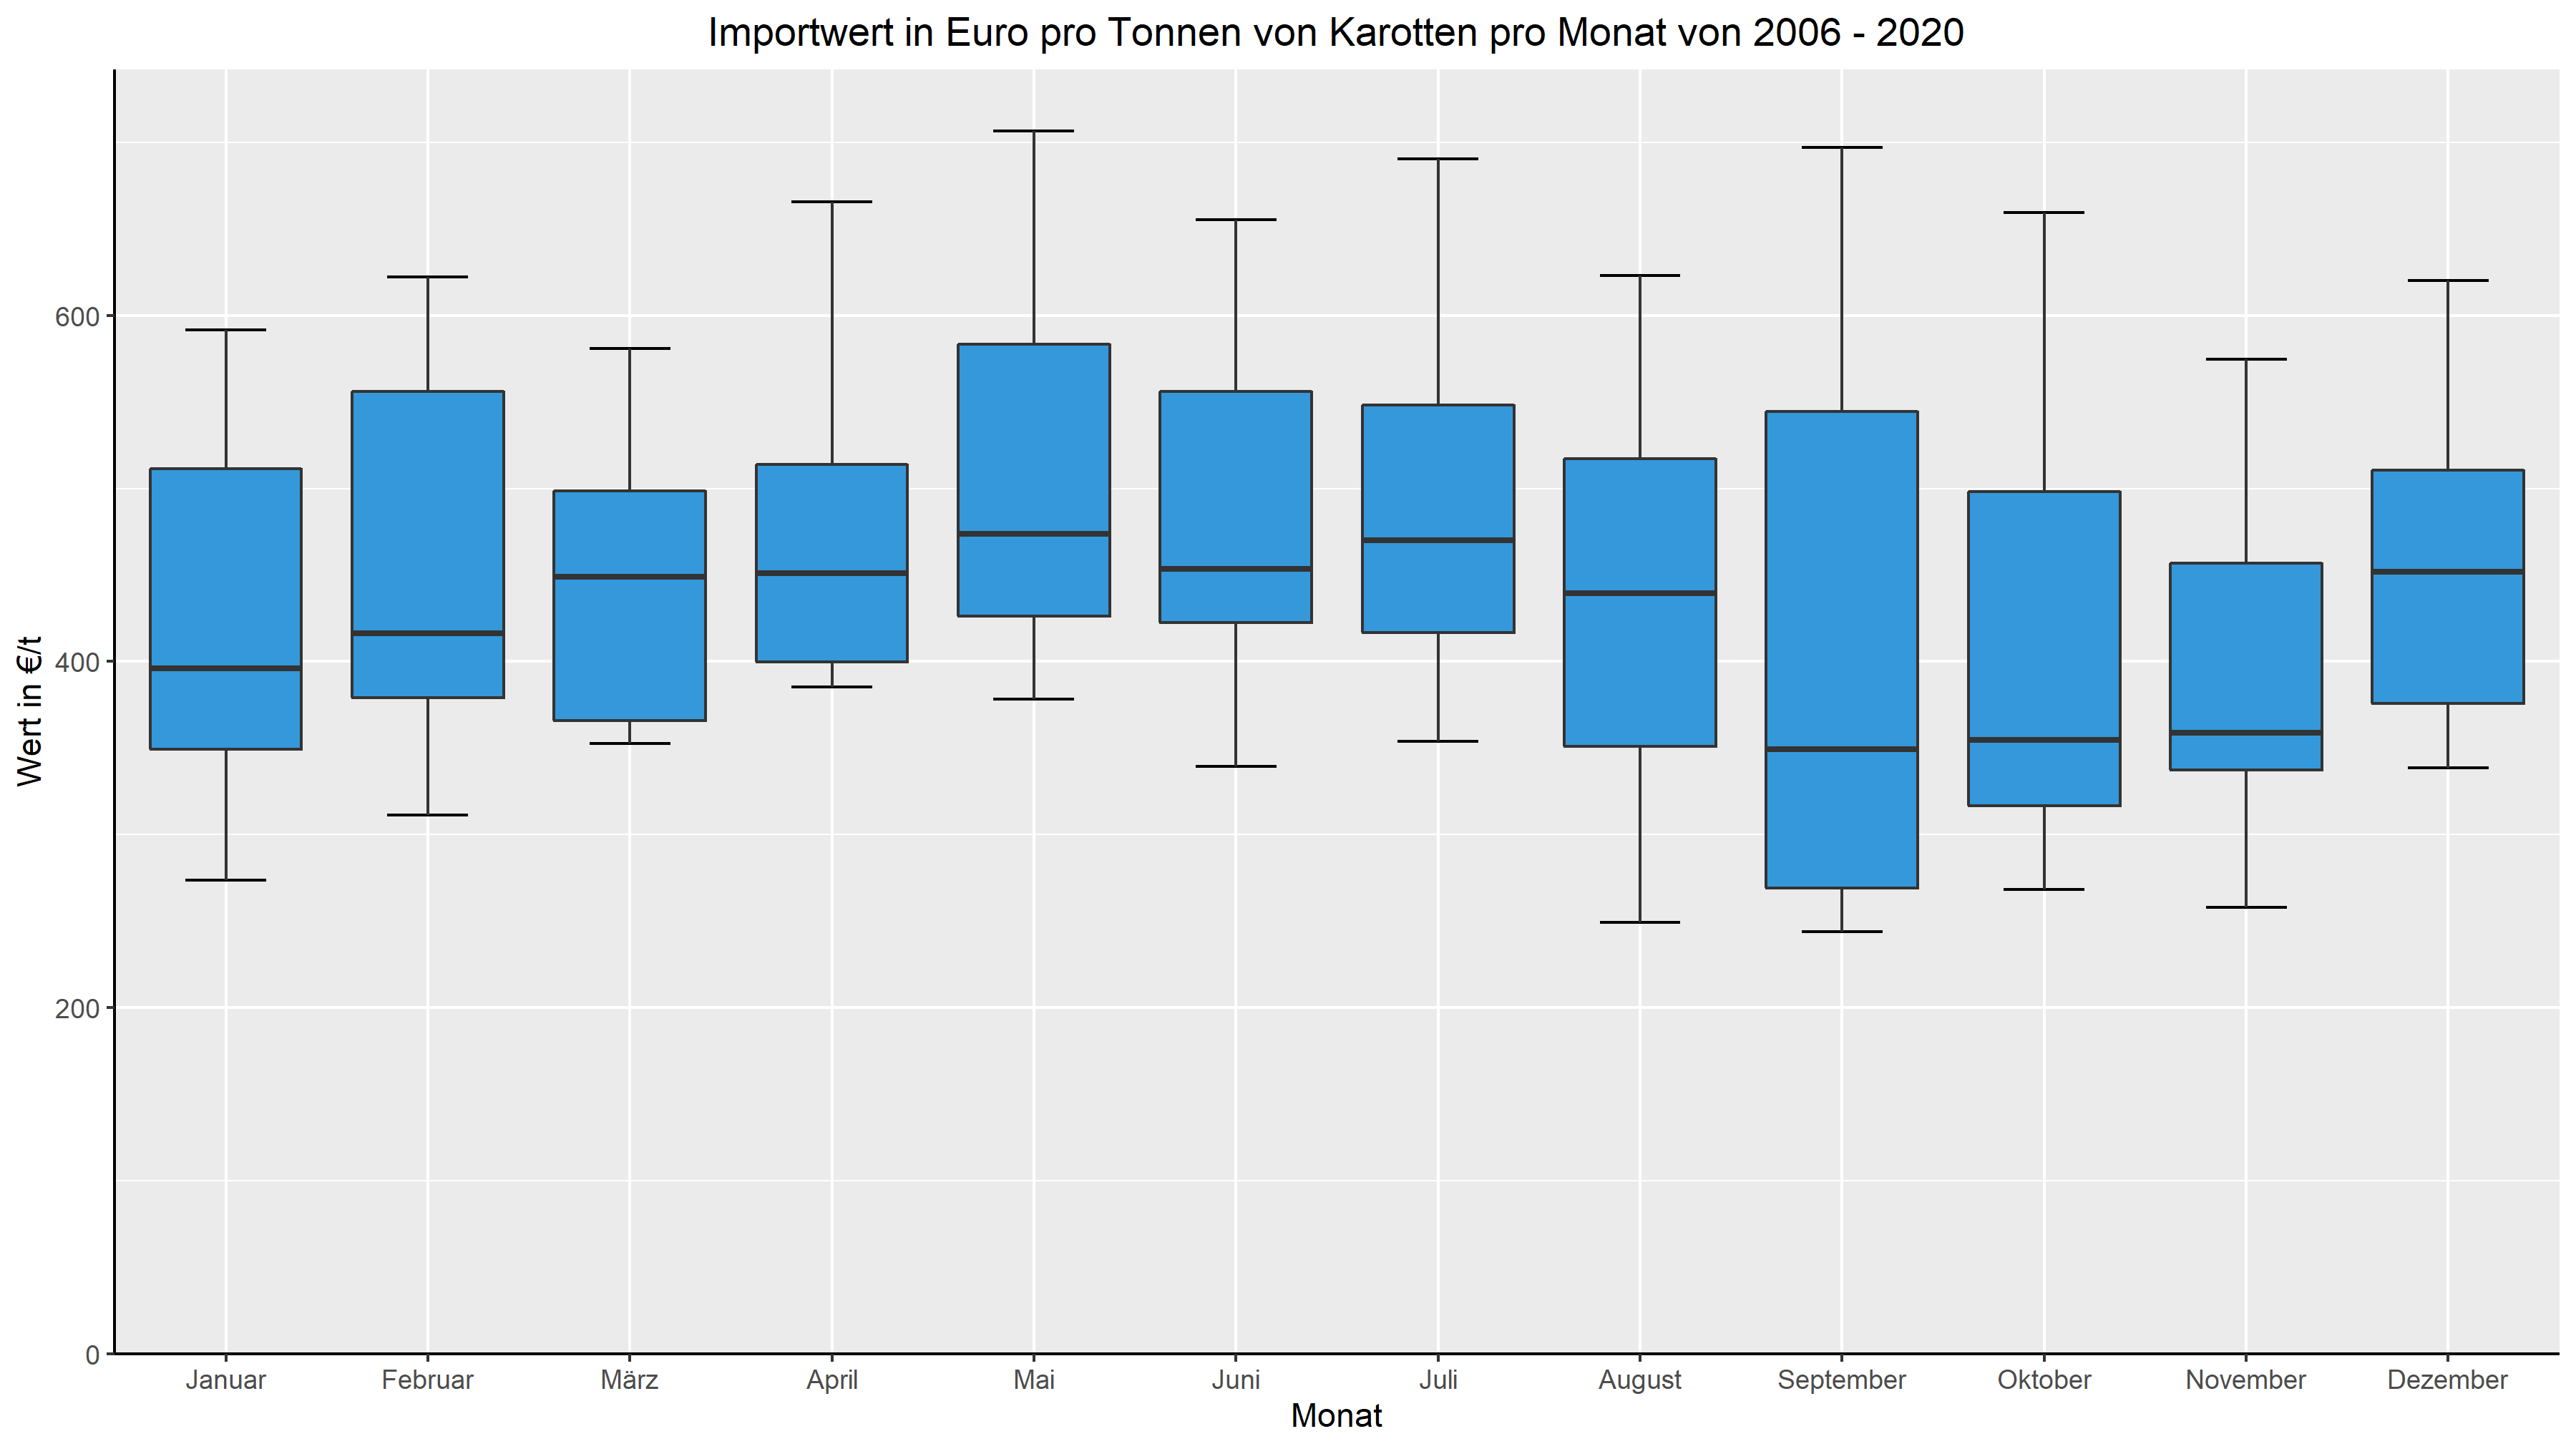 Importwert in Euro pro Tonnen von Karotten pro Monat von 2006 - 2020
Wert in €/t
600
400
200
0
Januar Februar März April Mai Juni Juli August September Oktober November Dezember
Monat